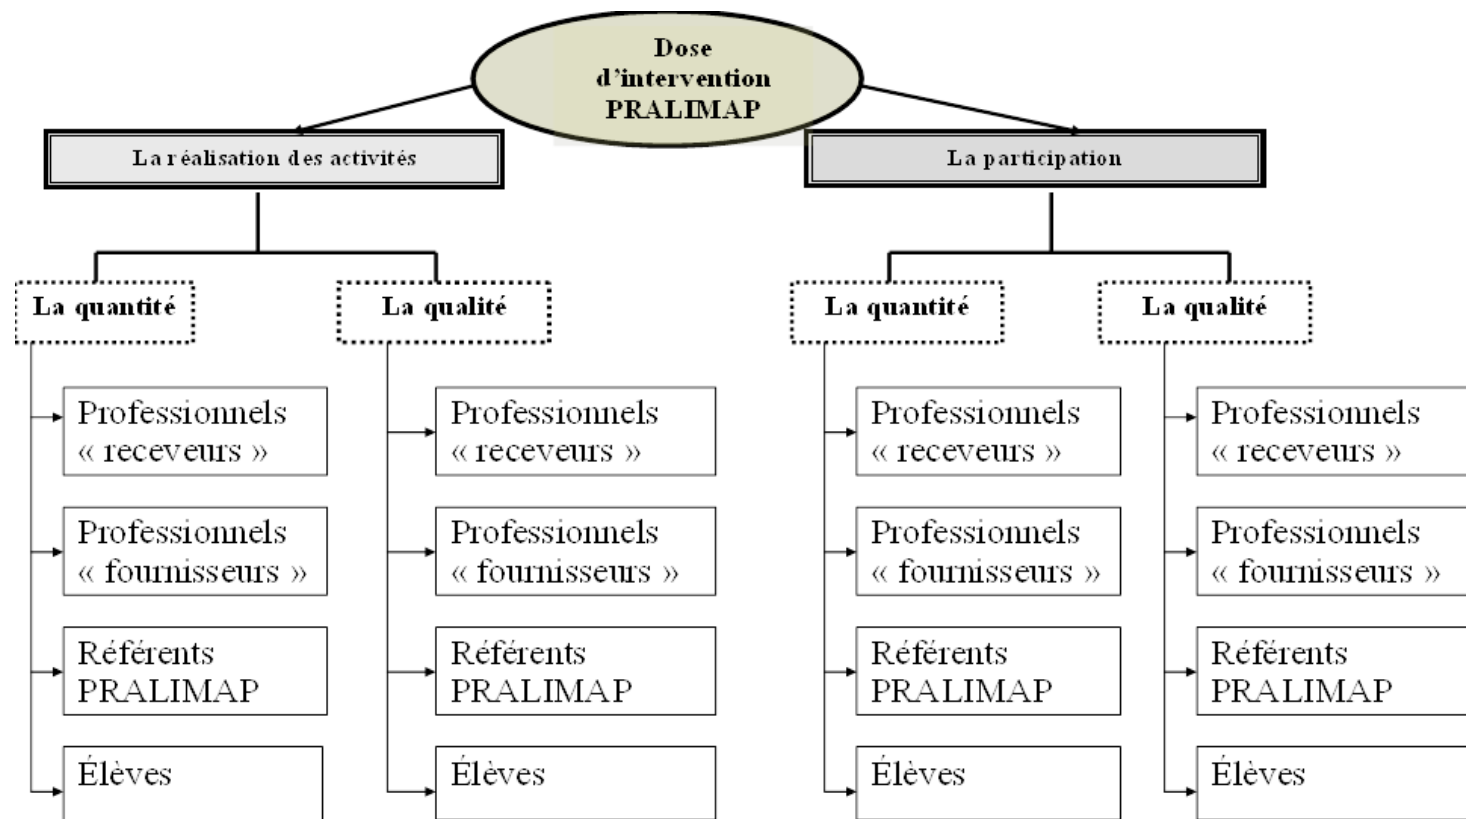 Dose
d'intervention
PRALIMAP
La réalisation des activités
La participation
La quantité
La qualité
La quantité
La qualité
Professionnels
« receveurs »
Professionnels
« fournisseurs »
Référents
PRALIMAP
Élèves
Professionnels
« receveurs »
Professionnels
« fournisseurs »
Référents
PRALIMAP
Élèves
Professionnels
« receveurs »
Professionnels
« fournisseurs »
Référents
PRALIMAP
Élèves
Professionnels
« receveurs »
Professionnels
« fournisseurs »
Référents
PRALIMAP
Élèves